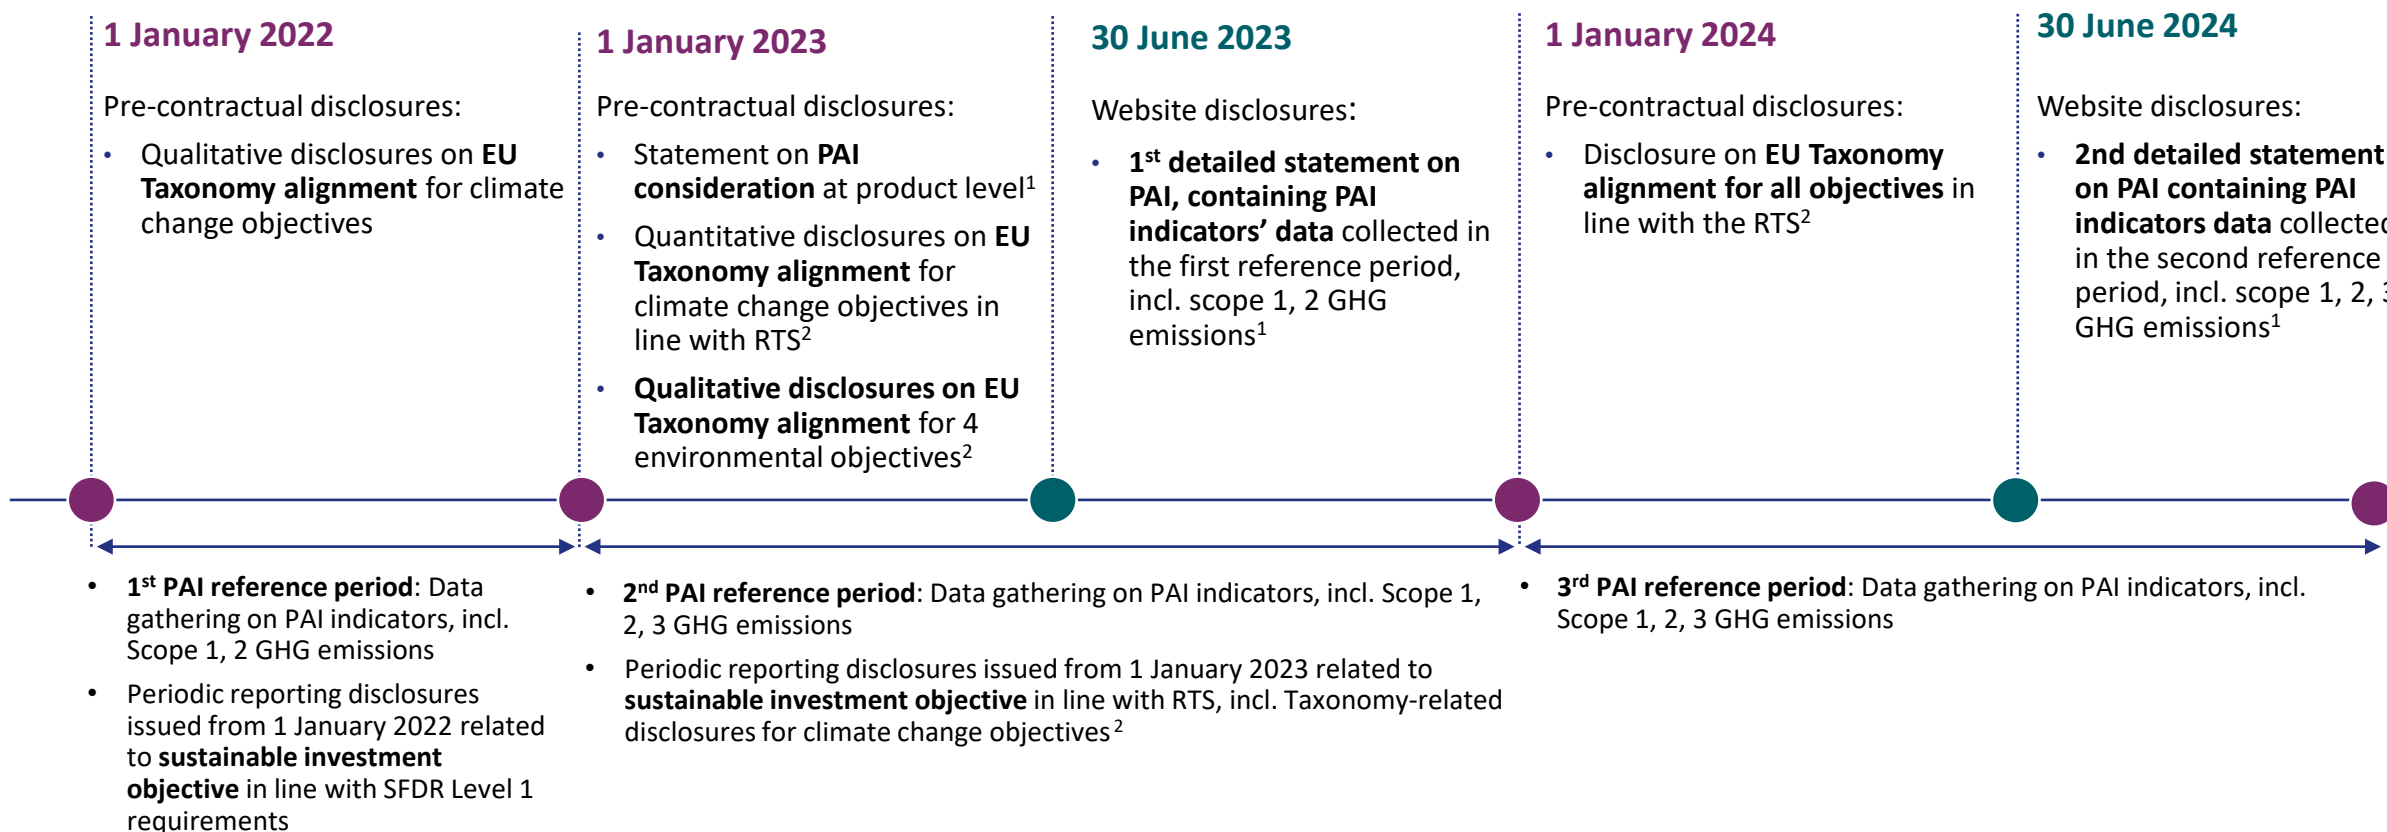 1 January 2022
Pre-contractual disclosures:
• Qualitative disclosures on EU
Taxonomy alignment for climate
change objectives
1 January 2023
Pre-contractual disclosures:
• Statement on PAI
consideration at product level¹
• Quantitative disclosures on EU
Taxonomy alignment for
climate change objectives in
line with RTS²
• Qualitative disclosures on EU
Taxonomy alignment for 4
environmental objectives²
30 June 2023
Website disclosures:
• 1st detailed statement on
PAI, containing PAI
indicators’ data collected in
the first reference period,
incl. scope 1, 2 GHG
emissions¹
1 January 2024
Pre-contractual disclosures:
• Disclosure on EU Taxonomy
alignment for all objectives in
line with the RTS²
30 June 2024
Website disclosures:
• 2nd detailed statement
on PAI containing PAI
indicators data collected
in the second reference
period, incl. scope 1, 2, 3
GHG emissions¹
• 1st PAI reference period: Data
gathering on PAI indicators, incl.
Scope 1, 2 GHG emissions
• Periodic reporting disclosures
issued from 1 January 2022 related
to sustainable investment
objective in line with SFDR Level 1
requirements
• 2nd PAI reference period: Data gathering on PAI indicators, incl. Scope 1,
2, 3 GHG emissions
• Periodic reporting disclosures issued from 1 January 2023 related to
sustainable investment objective in line with RTS, incl. Taxonomy-related
disclosures for climate change objectives²
• 3rd PAI reference period: Data gathering on PAI indicators, incl.
Scope 1, 2, 3 GHG emissions